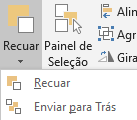 Recuar
Painel de
Seleção
Alin
Agr
Gira
Recuar
Enviar para Trás